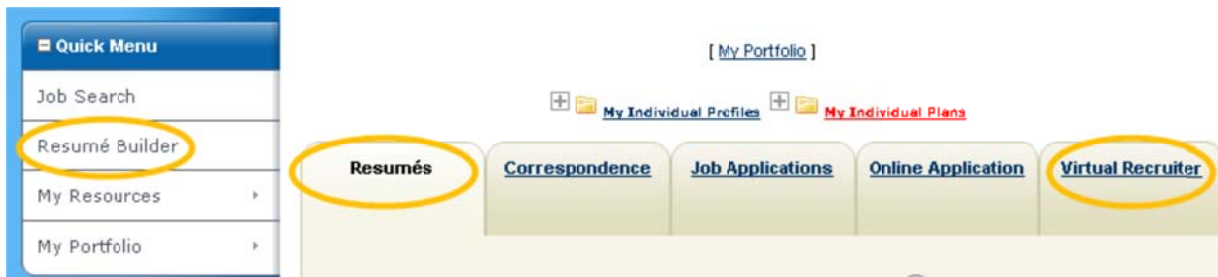 Quick Menu
Job Search
Resumé Builder
My Resources
My Portfolio
[ My Portfolio ]
My Individual Profiles My Individual Plans
Resumés Correspondence Job Applications Online Application Virtual Recruiter